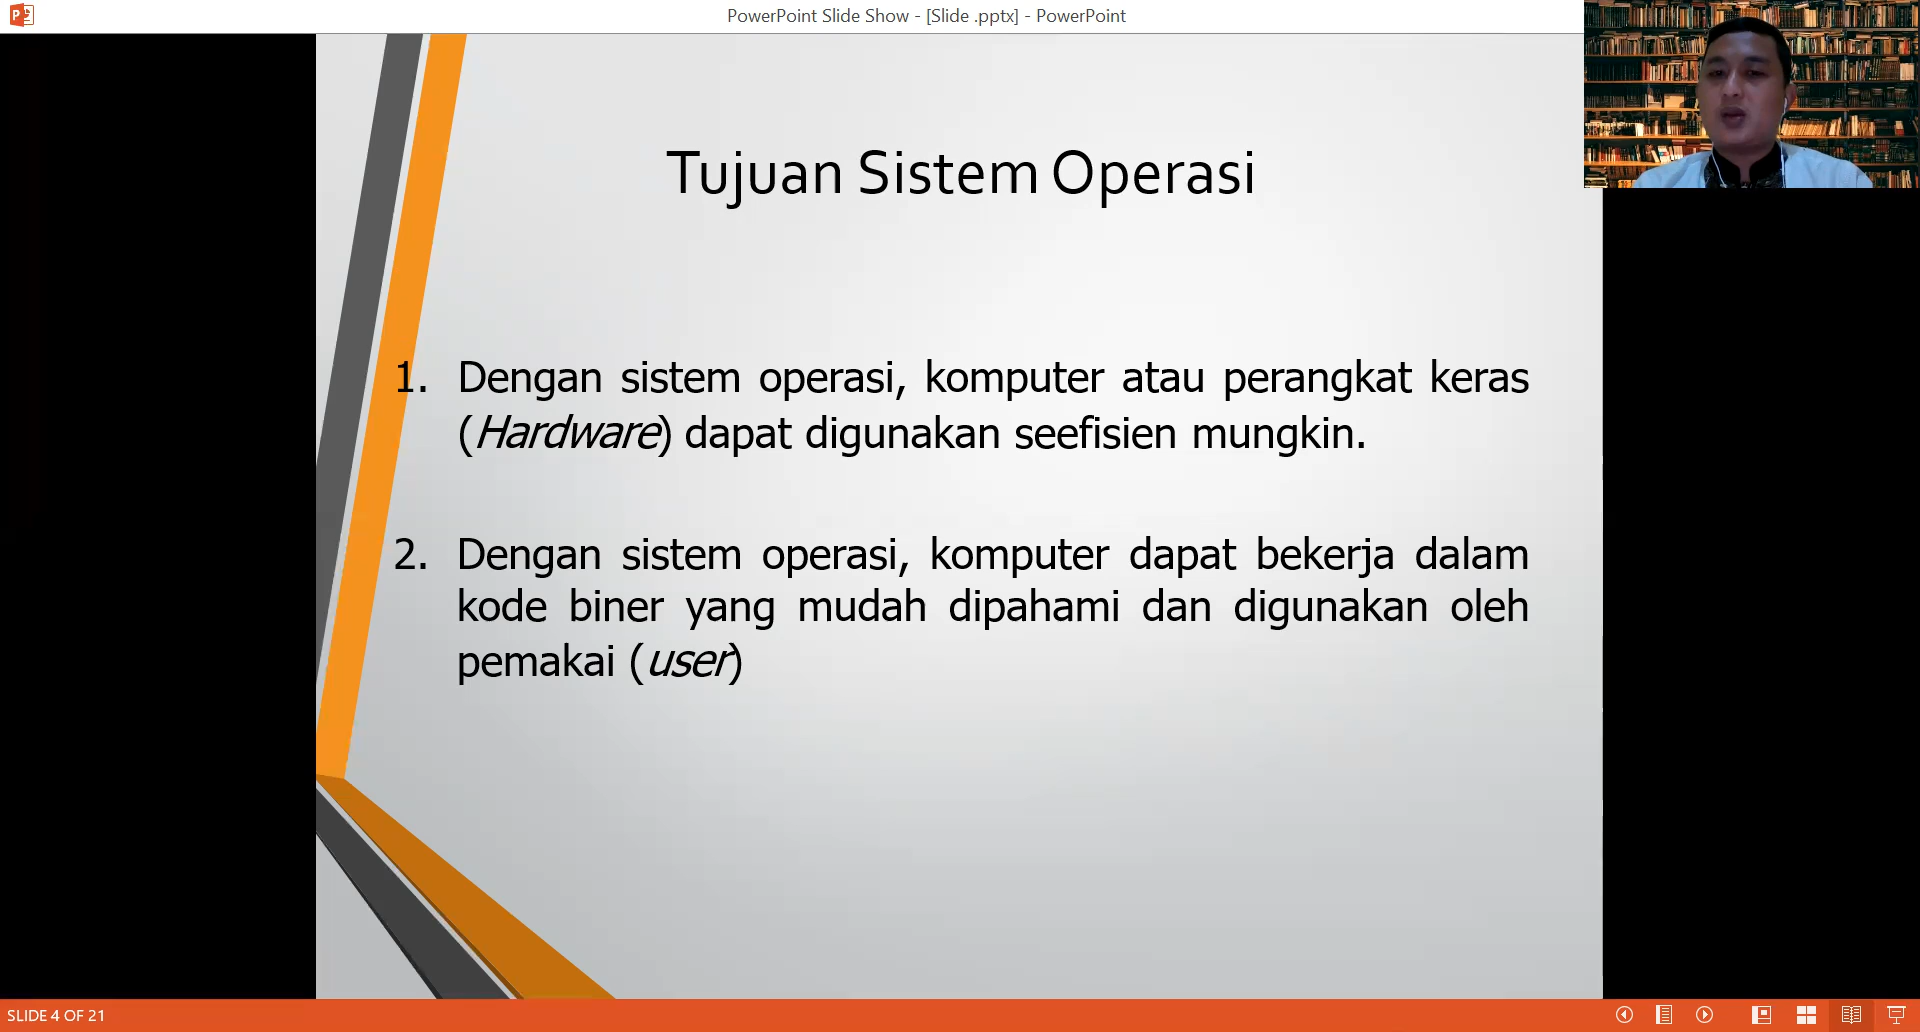 PowerPoint Slide Show - [Slide .pptx] - PowerPoint
Tujuan Sistem Operasi
1. Dengan sistem operasi, komputer atau perangkat keras
(Hardware) dapat digunakan seefisien mungkin.
2. Dengan sistem operasi, komputer dapat bekerja dalam
kode biner yang mudah dipahami dan digunakan oleh
pemakai (user)
SLIDE 4 OF 21